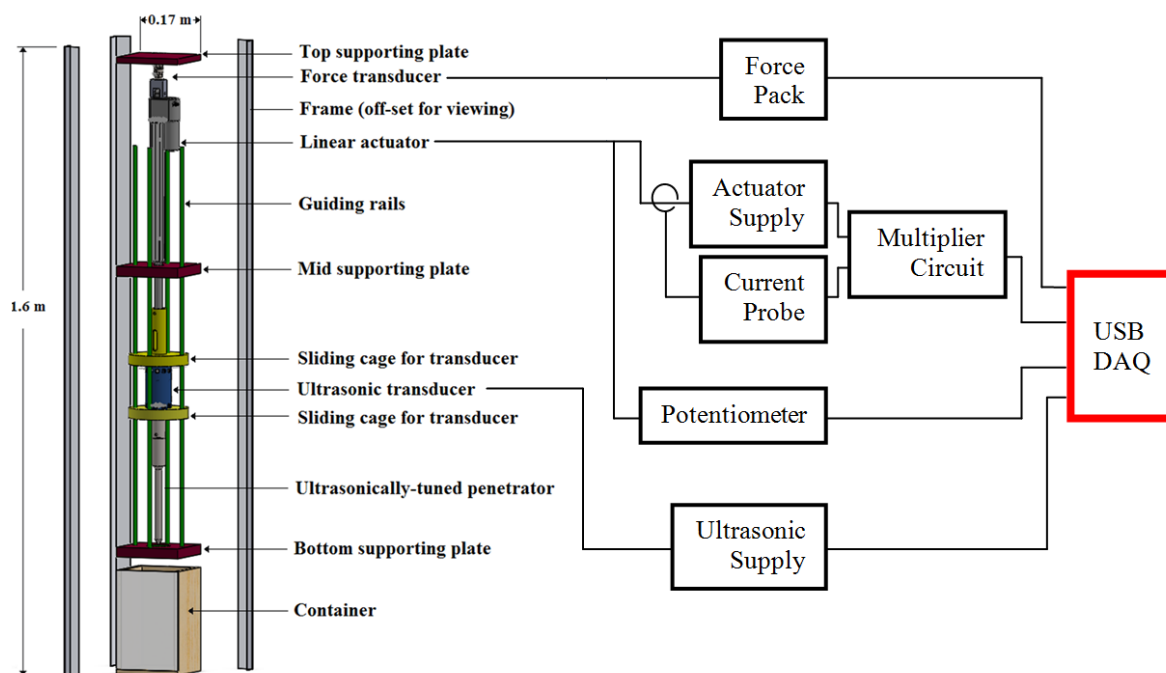 0.17 m
Top supporting plate
Force transducer
Frame (off-set for viewing)
Linear actuator
Guiding rails
Mid supporting plate
1.6 m
Sliding cage for transducer
Ultrasonic transducer
Sliding cage for transducer
Ultrasonically-tuned penetrator
Bottom supporting plate
Container
Force
Pack
Actuator
Supply
Current
Probe
Multiplier
Circuit
Potentiometer
Ultrasonic
Supply
USB
DAQ